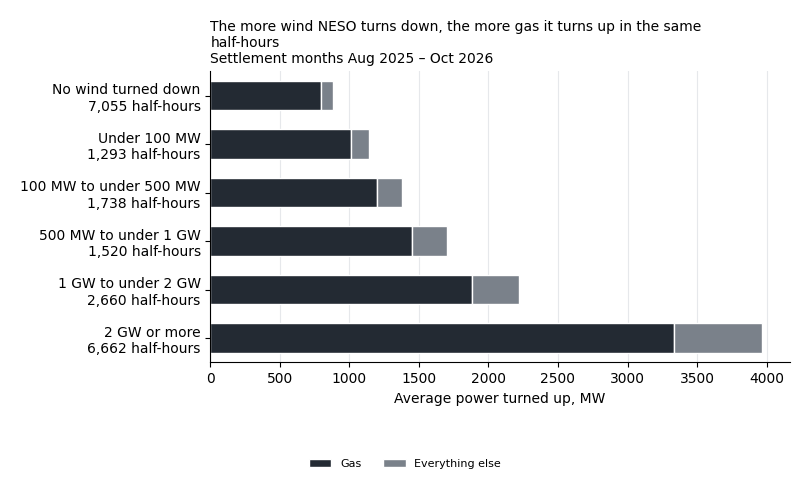 The more wind NESO turns down, the more gas it turns up in the same
half-hours
Settlement months Aug 2025 – Oct 2026
No wind turned down
7,055 half-hours
Under 100 MW
1,293 half-hours
100 MW to under 500 MW
1,738 half-hours
500 MW to under 1 GW
1,520 half-hours
1 GW to under 2 GW
2,660 half-hours
2 GW or more
6,662 half-hours
0 500 1000 1500 2000 2500 3000 3500 4000
Average power turned up, MW
Gas Everything else